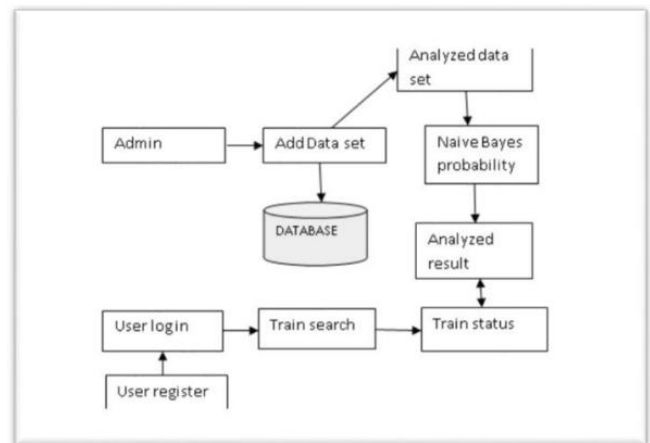 Analyzed data
set
Admin
Add Data set
Naive Bayes
probability
DATABASE
Analyzed
result
User login
Train search
Train status
User register